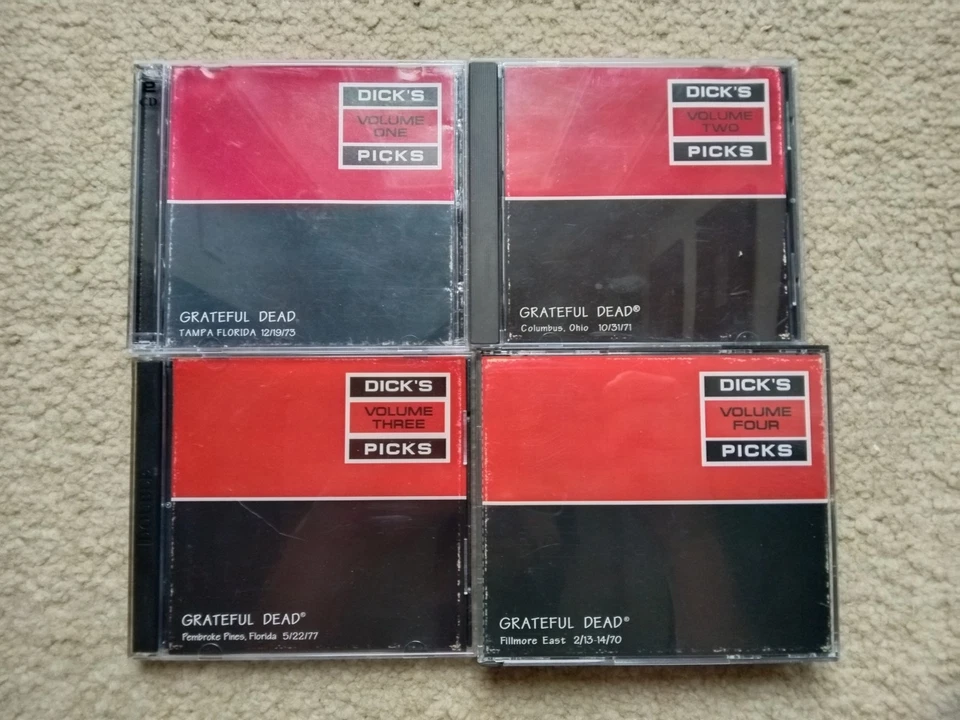 2
CD
DICK'S
VOLUME
ONE
PICKS
GRATEFUL DEAD
TAMPA FLORIDA 12/19/73
DICK'S
VOLUME
TWO
PICKS
GRATEFUL DEAD®
Columbus, Ohio 10/31/71
DICK'S
VOLUME
THREE
PICKS
GRATEFUL DEAD®
Pembroke Pines, Florida 5/22/77
DICK'S
VOLUME
FOUR
PICKS
GRATEFUL DEAD®
Fillmore East 2/13-14/70